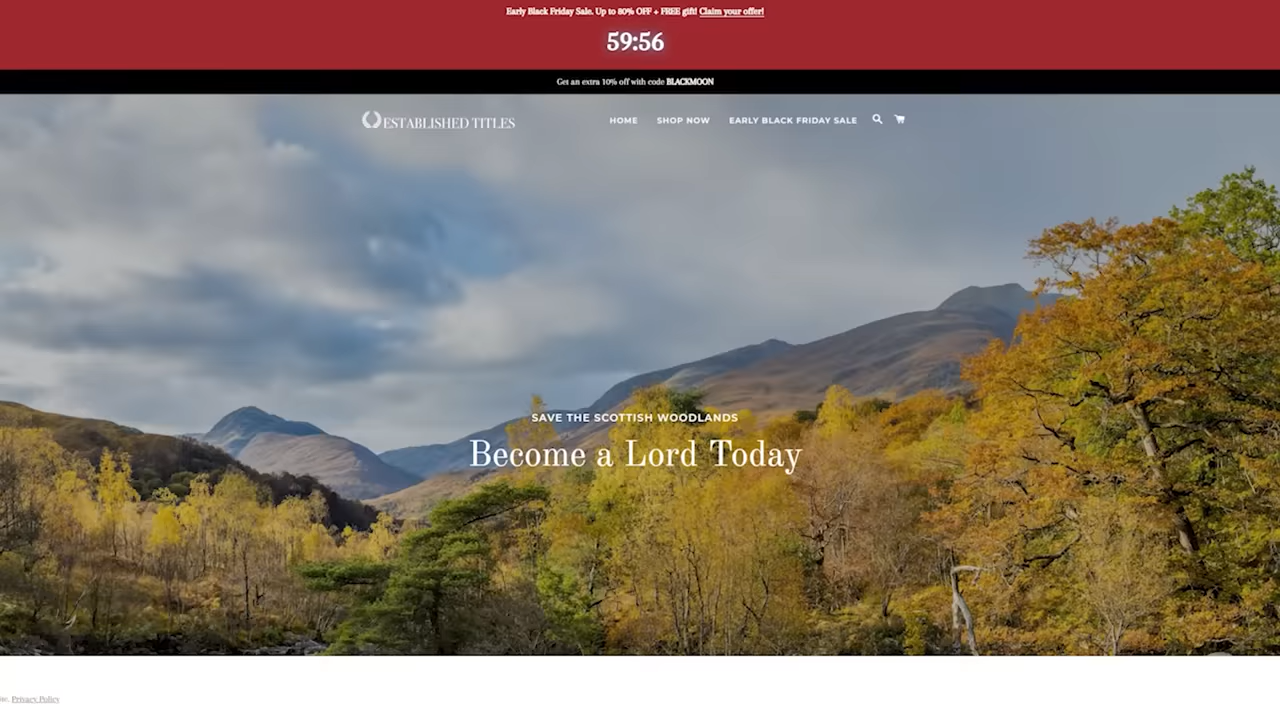 Early Black Friday Sale. Up to 80% OFF + FREE gift! Claim your offer!
59:56
Get an extra 10% off with code BLACKMOON
ESTABLISHED TITLES
HOME SHOP NOW EARLY BLACK FRIDAY SALE
SAVE THE SCOTTISH WOODLANDS
Become a Lord Today
Privacy Policy